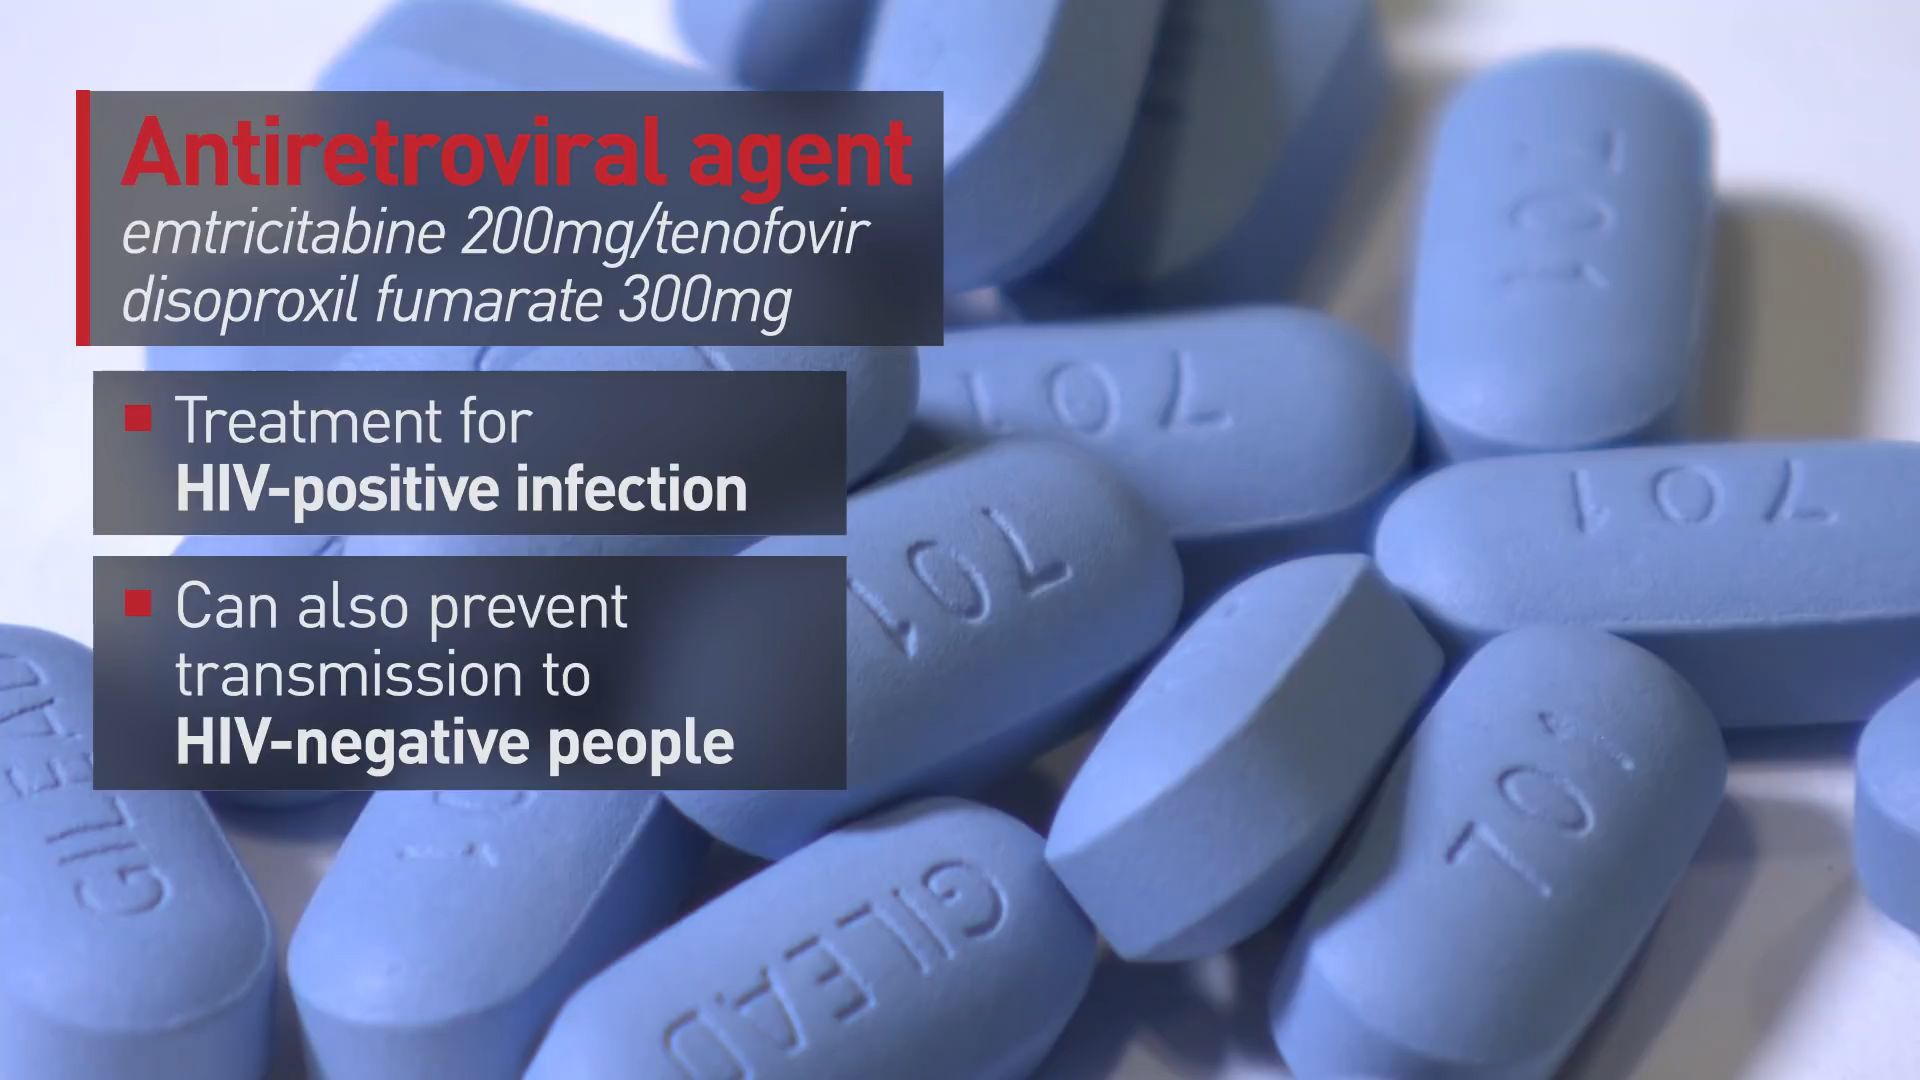 Antiretroviral agent
emtricitabine 200mg/tenofovir
disoproxil fumarate 300mg
Treatment for
HIV-positive infection
Can also prevent
transmission to
HIV-negative people
701
701
701
701
701
GILEAD
GILEAD